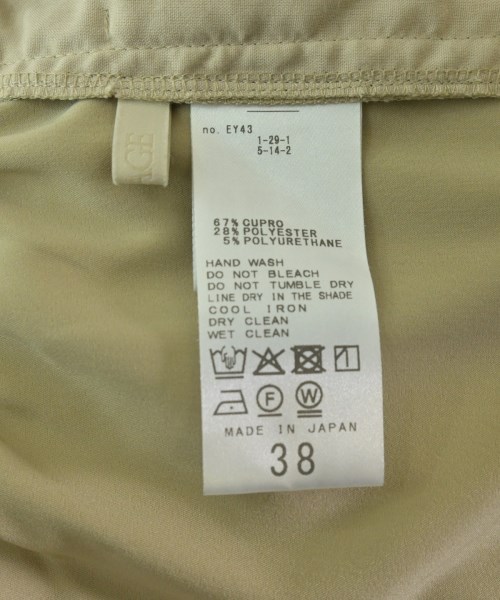 no. EY43
1-29-1
5-14-2
67% CUPRO
28% POLYESTER
5% POLYURETHANE
HAND WASH
DO NOT BLEACH
DO NOT TUMBLE DRY
LINE DRY IN THE SHADE
COOL IRON
DRY CLEAN
WET CLEAN
F W
MADE IN JAPAN
38